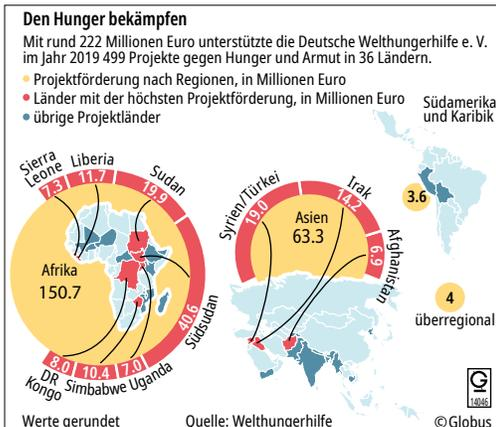 Den Hunger bekämpfen
Mit rund 222 Millionen Euro unterstützte die Deutsche Welthungerhilfe e. V.
im Jahr 2019 499 Projekte gegen Hunger und Armut in 36 Ländern.
Projektförderung nach Regionen, in Millionen Euro
Länder mit der höchsten Projektförderung, in Millionen Euro
übrige Projektländer
Südamerika
und Karibik
3.6
Sierra
Leone
7.3
Liberia
11.7
Sudan
19.9
Afrika
150.7
40.6
Südsudan
8.0
DR
Kongo
10.4
Simbabwe
7.0
Uganda
Syrien/Türkei
19.0
Irak
14.2
Asien
63.3
6.9
Afghanistan
4
überregional
G
14046
Werte gerundet
Quelle: Welthungerhilfe
©Globus